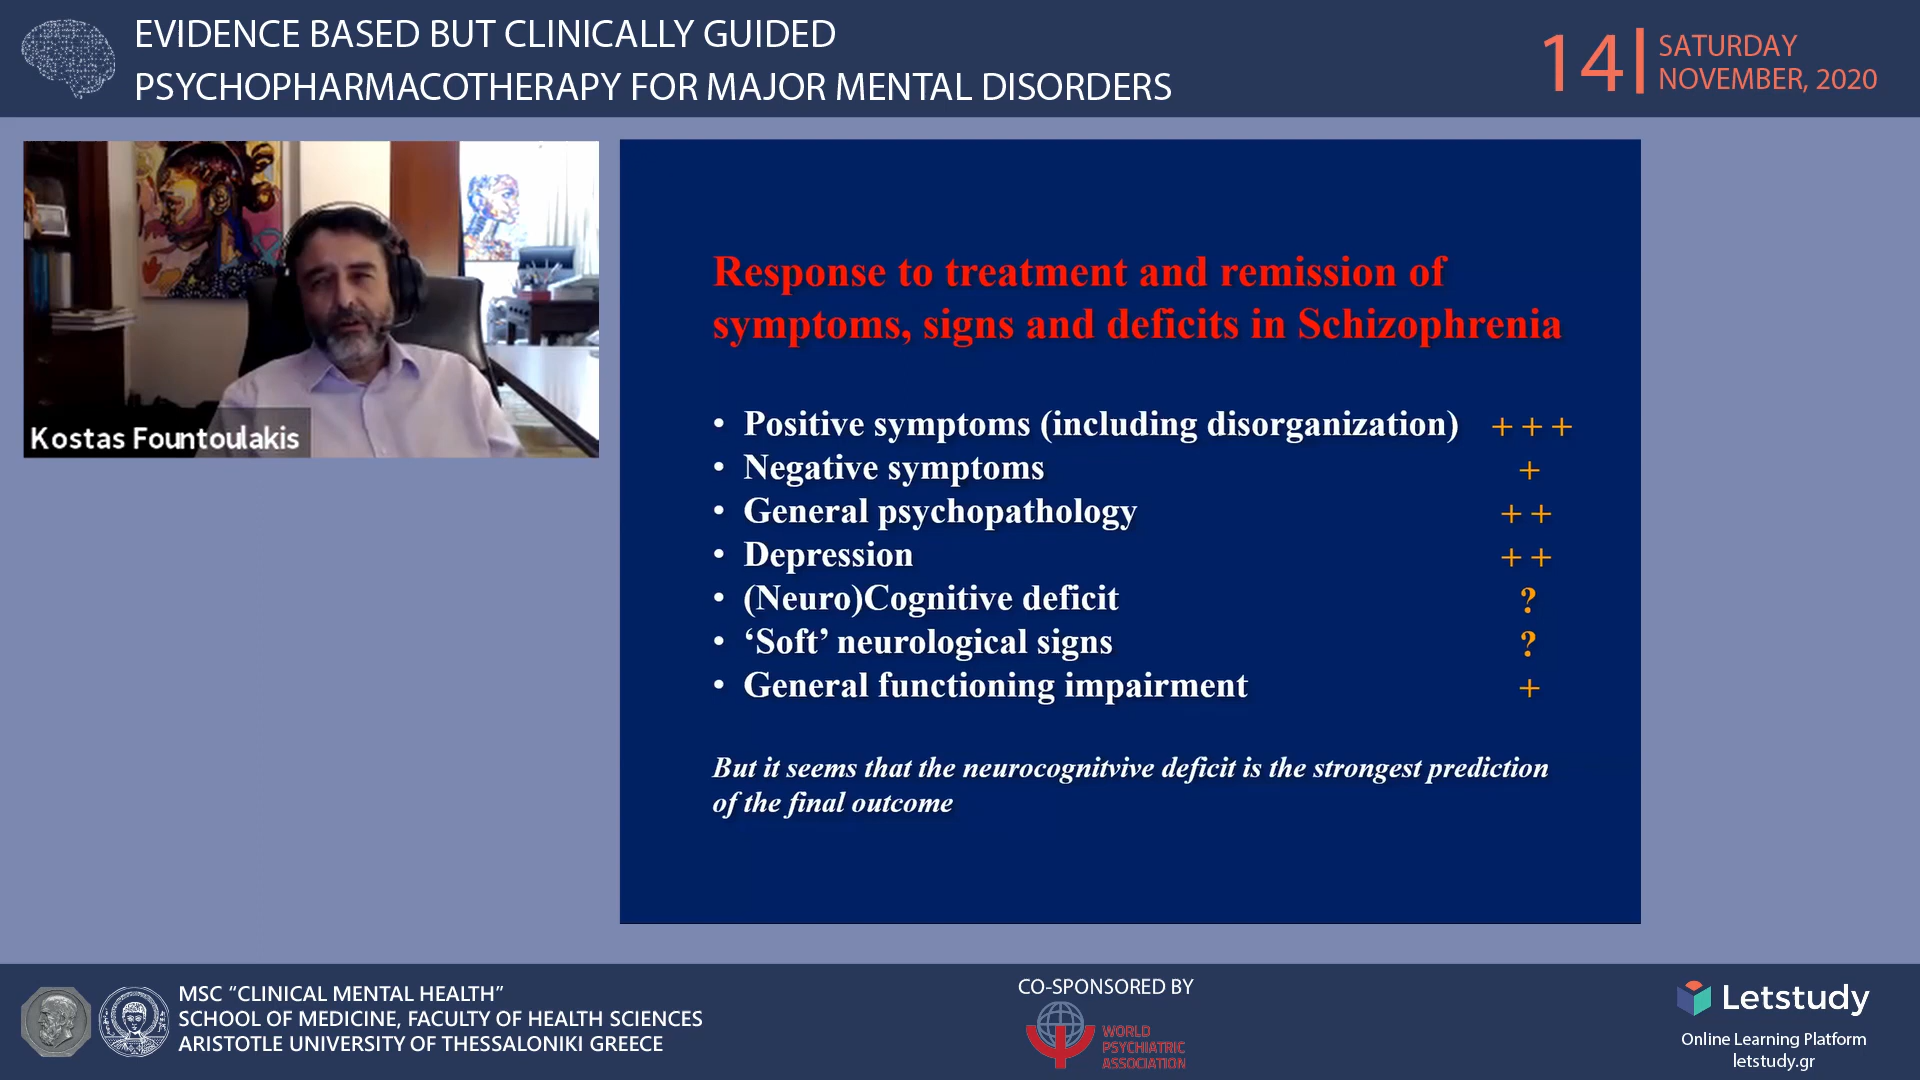 EVIDENCE BASED BUT CLINICALLY GUIDED
PSYCHOPHARMACOTHERAPY FOR MAJOR MENTAL DISORDERS
14
SATURDAY
NOVEMBER, 2020
Kostas Fountoulakis
Response to treatment and remission of
symptoms, signs and deficits in Schizophrenia
• Positive symptoms (including disorganization) + + +
• Negative symptoms +
• General psychopathology + +
• Depression + +
• (Neuro)Cognitive deficit ?
• ‘Soft’ neurological signs ?
• General functioning impairment +
But it seems that the neurocognitvive deficit is the strongest prediction
of the final outcome
MSC “CLINICAL MENTAL HEALTH”
SCHOOL OF MEDICINE, FACULTY OF HEALTH SCIENCES
ARISTOTLE UNIVERSITY OF THESSALONIKI GREECE
CO-SPONSORED BY
WORLD
PSYCHIATRIC
ASSOCIATION
Letstudy
Online Learning Platform
letstudy.gr